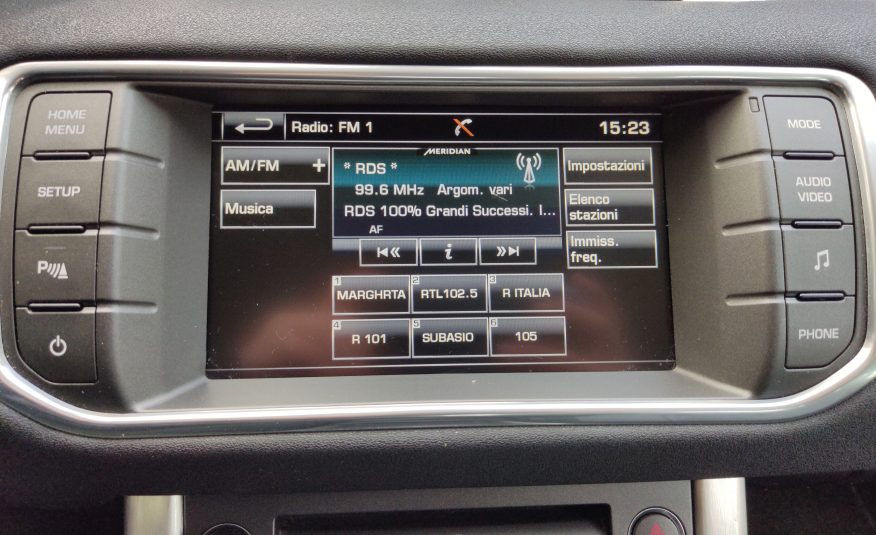 HOME
MENU
SETUP
P
Radio: FM 1
15:23
AM/FM +
Musica
MERIDIAN
* RDS *
99.6 MHz Argom. vari
RDS 100% Grandi Successi. I...
AF
i
Impostazioni
Elenco
stazioni
Immiss.
freq.
1 MARGHRTA
2 RTL102.5
3 R ITALIA
4 R 101
5 SUBASIO
6 105
MODE
AUDIO
VIDEO
PHONE